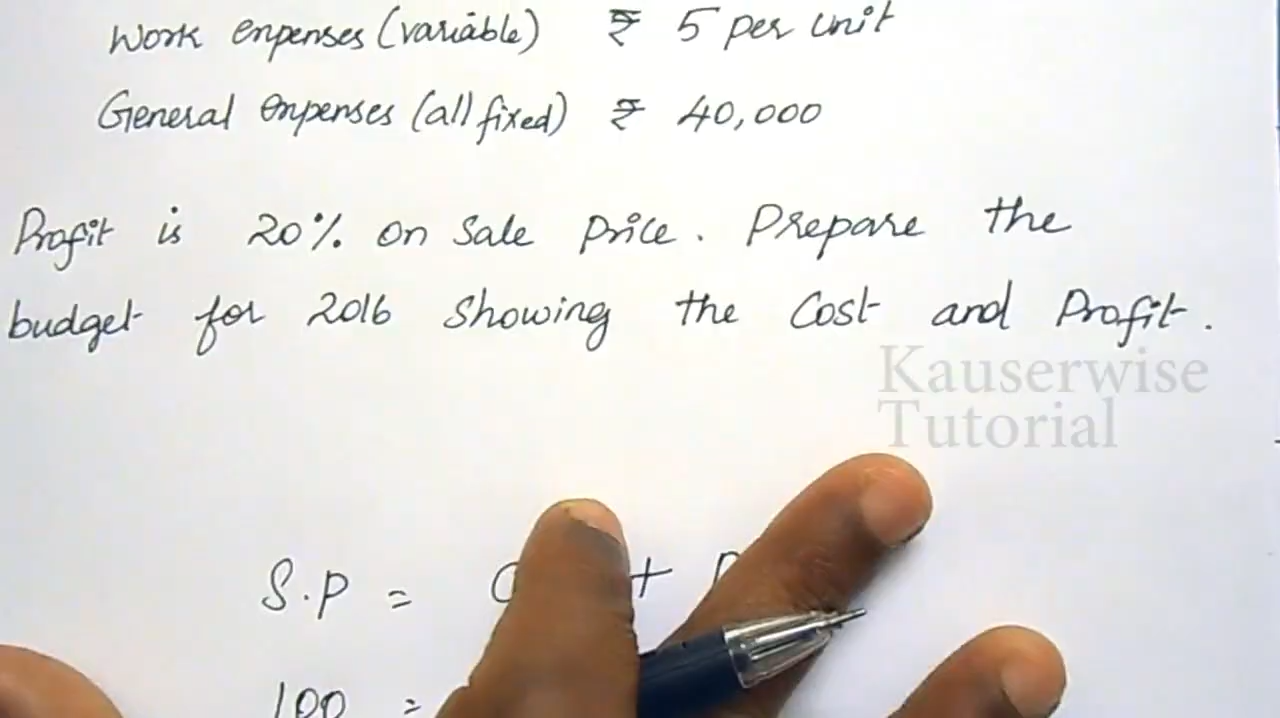 Work expenses (variable) ₹ 5 per unit
General expenses (all fixed) ₹ 40,000
Profit is 20% on Sale Price. Prepare the
budget for 2016 showing the Cost and Profit.
Kauserwise
Tutorial
S.P = +
100 =